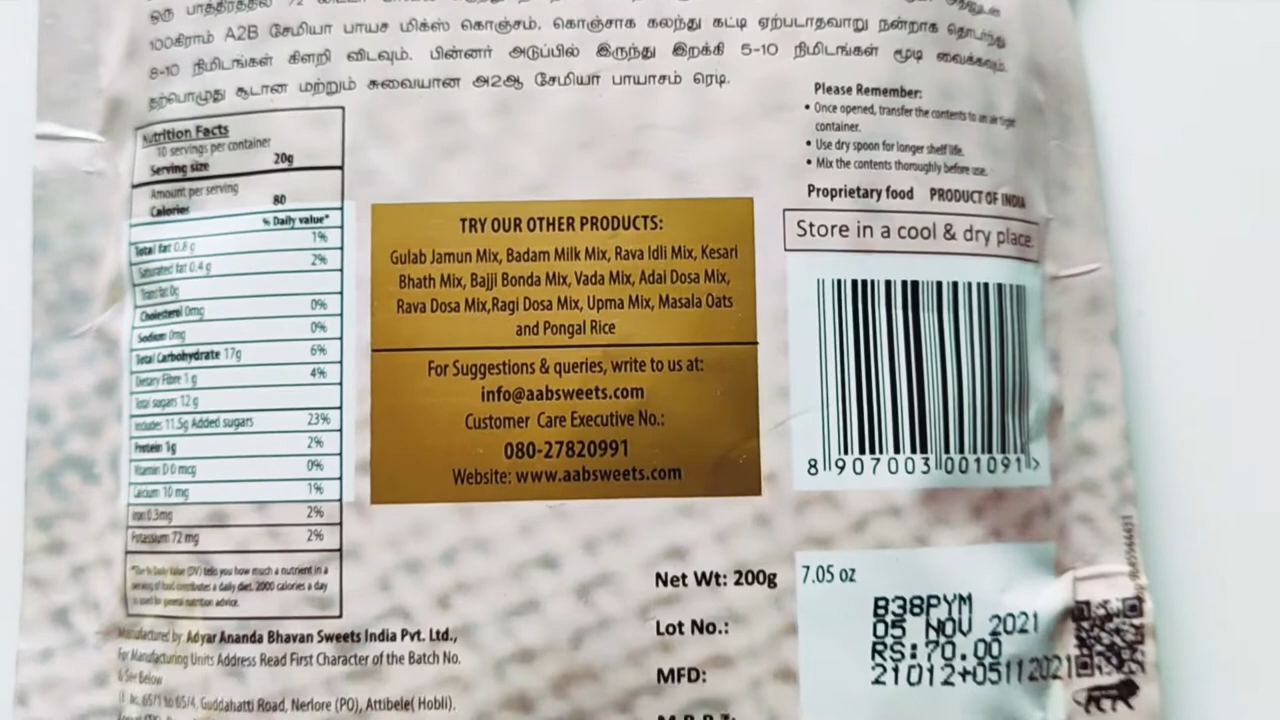 ஒரு பாத்திரத்தில் ½
100கிராம் A2B சேமியா பாயச மிக்ஸ் கொஞ்சம். கொஞ்சாக கலந்து கட்டி ஏற்படாதவாறு நன்றாக தொடர்ந்து
8-10 நிமிடங்கள் கிளறி விடவும். பின்னர் அடுப்பில் இருந்து இறக்கி 5-10 நிமிடங்கள் மூடி வைக்கவும்.
தற்பொழுது சூடான மற்றும் சுவையான அ2ஆ சேமியா பாயாசம் ரெடி.
Nutrition Facts
10 servings per container
Serving size 20g
Amount per serving
Calories 80
% Daily value*
Total fat 0.8 g 1%
Saturated fat 0.4 g 2%
Trans fat 0g
Cholesterol 0mg 0%
Sodium 0mg 0%
Total Carbohydrate 17g 6%
Dietary Fibre 1 g 4%
Total sugars 12 g
Includes 11.5g Added sugars 23%
Protein 1g 2%
Vitamin D 0 mcg 0%
Calcium 10 mg 1%
Iron 0.3mg 2%
Potassium 72 mg 2%
*The % Daily Value (DV) tells you how much a nutrient in a
serving of food contributes a daily diet. 2000 calories a day
is used for general nutrition advice.
Manufactured by Adyar Ananda Bhavan Sweets India Pvt. Ltd.,
For Manufacturing Units Address Read First Character of the Batch No.
& See Below
65/1 to 65/4, Guddahatti Road, Nerlore (PO), Attibele( Hobli).
TRY OUR OTHER PRODUCTS:
Gulab Jamun Mix, Badam Milk Mix, Rava Idli Mix, Kesari
Bhath Mix, Bajji Bonda Mix, Vada Mix, Adai Dosa Mix,
Rava Dosa Mix,Ragi Dosa Mix, Upma Mix, Masala Oats
and Pongal Rice
For Suggestions & queries, write to us at:
info@aabsweets.com
Customer Care Executive No.:
080-27820991
Website: www.aabsweets.com
Please Remember:
• Once opened, transfer the contents to an air tight
container.
• Use dry spoon for longer shelf life.
• Mix the contents thoroughly before use.
Proprietary food PRODUCT OF INDIA
Store in a cool & dry place.
8 907003 001091 >
Net Wt: 200g 7.05 oz
Lot No.:
MFD:
B38PYM
05 NOV 2021
RS:70.00
21012+05112021